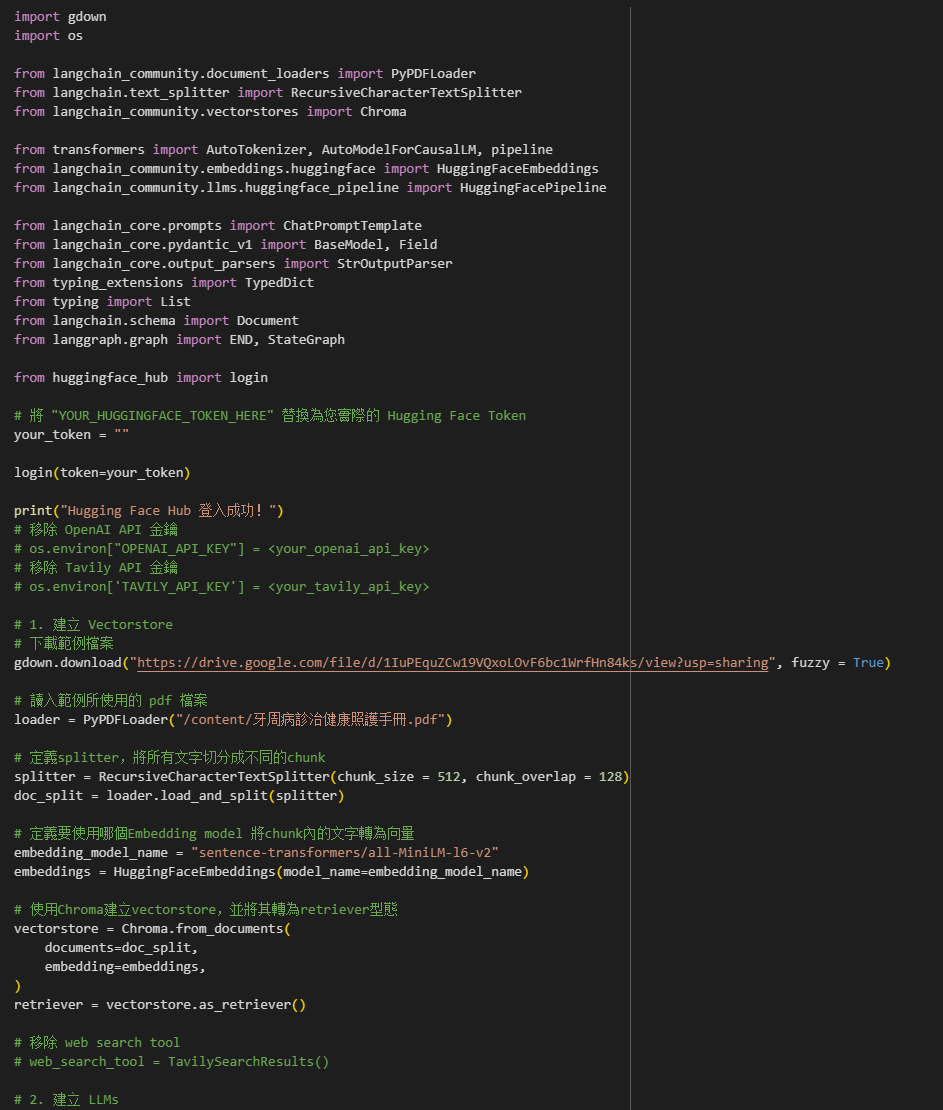 import gdown
import os
from langchain_community.document_loaders import PyPDFLoader
from langchain.text_splitter import RecursiveCharacterTextSplitter
from langchain_community.vectorstores import Chroma
from transformers import AutoTokenizer, AutoModelForCausalLM, pipeline
from langchain_community.embeddings.huggingface import HuggingFaceEmbeddings
from langchain_community.llms.huggingface_pipeline import HuggingFacePipeline
from langchain_core.prompts import ChatPromptTemplate
from langchain_core.pydantic_v1 import BaseModel, Field
from langchain_core.output_parsers import StrOutputParser
from typing_extensions import TypedDict
from typing import List
from langchain.schema import Document
from langgraph.graph import END, StateGraph
from huggingface_hub import login
# 將 "YOUR_HUGGINGFACE_TOKEN_HERE" 替換為您實際的 Hugging Face Token
your_token = ""
login(token=your_token)
print("Hugging Face Hub 登入成功！")
# 移除 OpenAI API 金鑰
# os.environ["OPENAI_API_KEY"] = <your_openai_api_key>
# 移除 Tavily API 金鑰
# os.environ['TAVILY_API_KEY'] = <your_tavily_api_key>
# 1. 建立 Vectorstore
# 下載範例檔案
gdown.download("https://drive.google.com/file/d/1IuPEquZCw19VQxoLOvF6bc1WrfHn84ks/view?usp=sharing", fuzzy = True)
# 讀入範例所使用的 pdf 檔案
loader = PyPDFLoader("/content/牙周病診治健康照護手冊.pdf")
# 定義splitter，將所有文字切分成不同的chunk
splitter = RecursiveCharacterTextSplitter(chunk_size = 512, chunk_overlap = 128)
doc_split = loader.load_and_split(splitter)
# 定義要使用哪個Embedding model 將chunk內的文字轉為向量
embedding_model_name = "sentence-transformers/all-MiniLM-l6-v2"
embeddings = HuggingFaceEmbeddings(model_name=embedding_model_name)
# 使用Chroma建立vectorstore，並將其轉為retriever型態
vectorstore = Chroma.from_documents(
    documents=doc_split,
    embedding=embeddings,
)
retriever = vectorstore.as_retriever()
# 移除 web search tool
# web_search_tool = TavilySearchResults()
# 2. 建立 LLMs